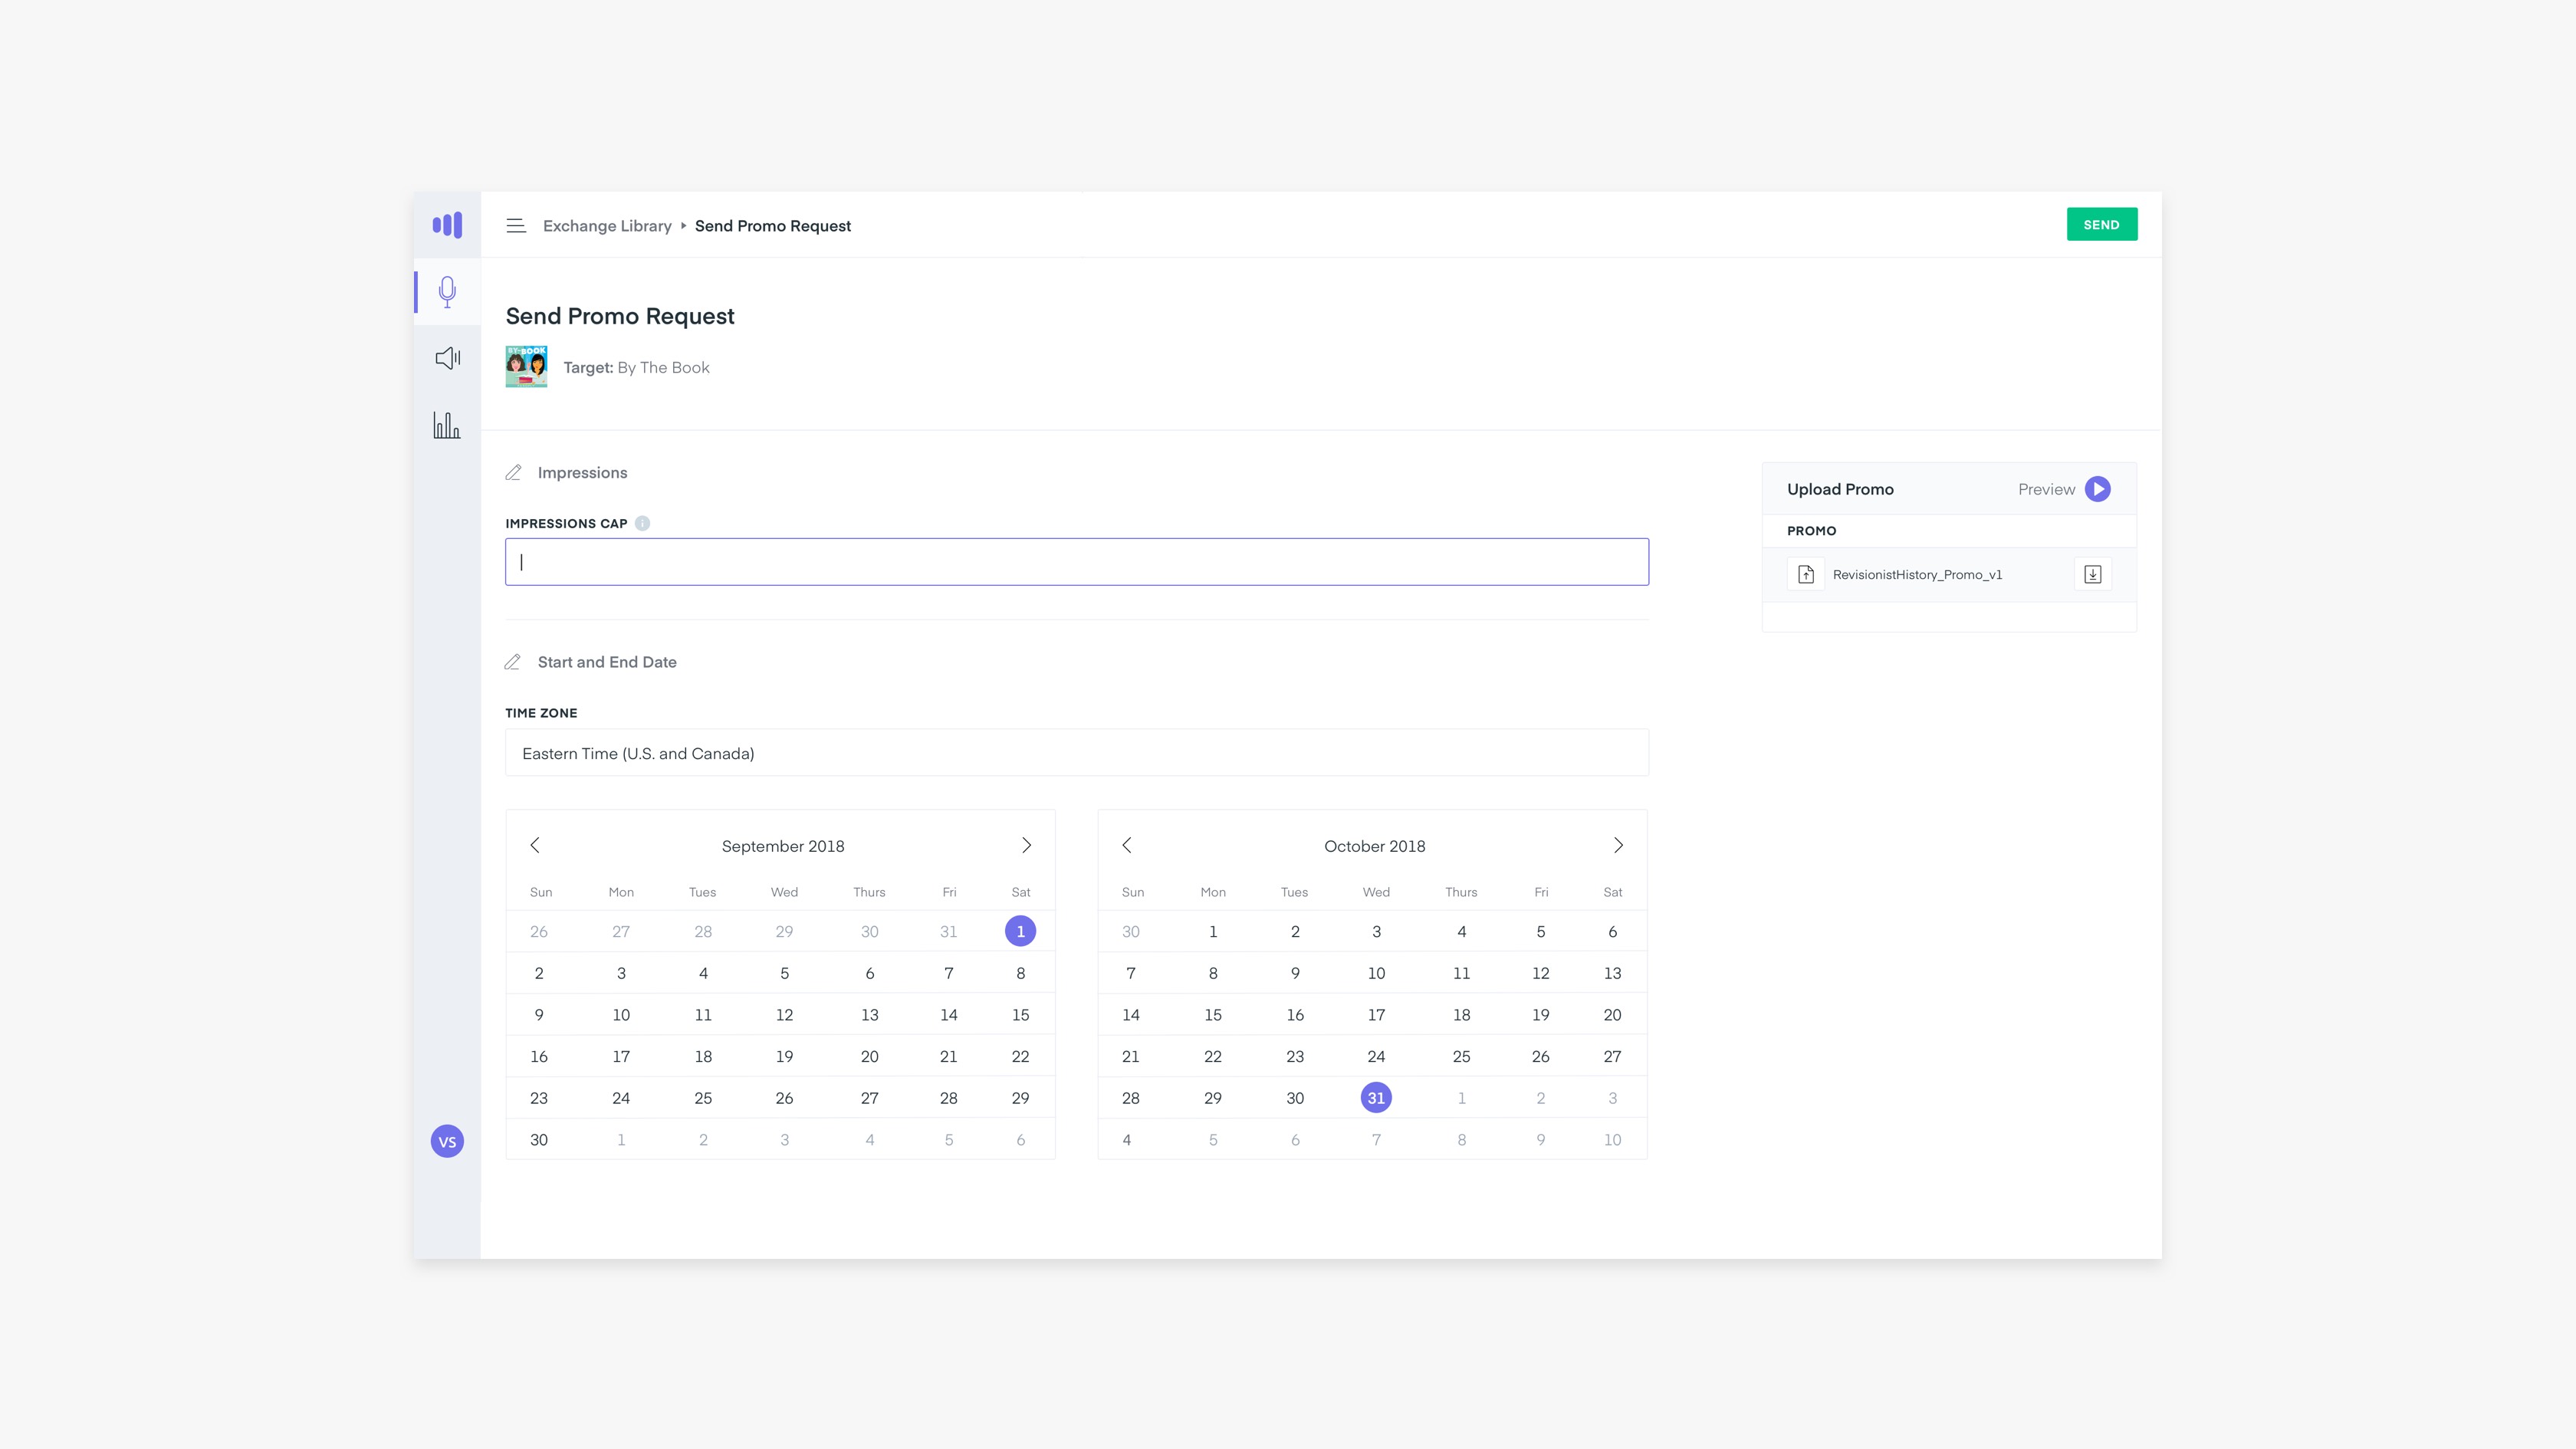 Exchange Library ‣ Send Promo Request
SEND
Send Promo Request
BY THE BOOK
Target: By The Book
Impressions
IMPRESSIONS CAP i
Start and End Date
TIME ZONE
Eastern Time (U.S. and Canada)
September 2018
Sun Mon Tues Wed Thurs Fri Sat
26 27 28 29 30 31 1
2 3 4 5 6 7 8
9 10 11 12 13 14 15
16 17 18 19 20 21 22
23 24 25 26 27 28 29
30 1 2 3 4 5 6
October 2018
Sun Mon Tues Wed Thurs Fri Sat
30 1 2 3 4 5 6
7 8 9 10 11 12 13
14 15 16 17 18 19 20
21 22 23 24 25 26 27
28 29 30 31 1 2 3
4 5 6 7 8 9 10
Upload Promo Preview
PROMO
RevisionistHistory_Promo_v1
VS